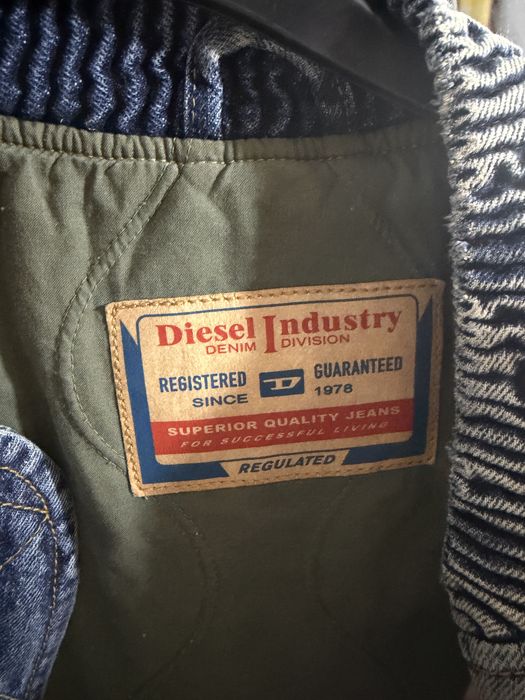 Diesel Industry
DENIM DIVISION
REGISTERED D GUARANTEED
SINCE 1978
SUPERIOR QUALITY JEANS
FOR SUCCESSFUL LIVING
REGULATED